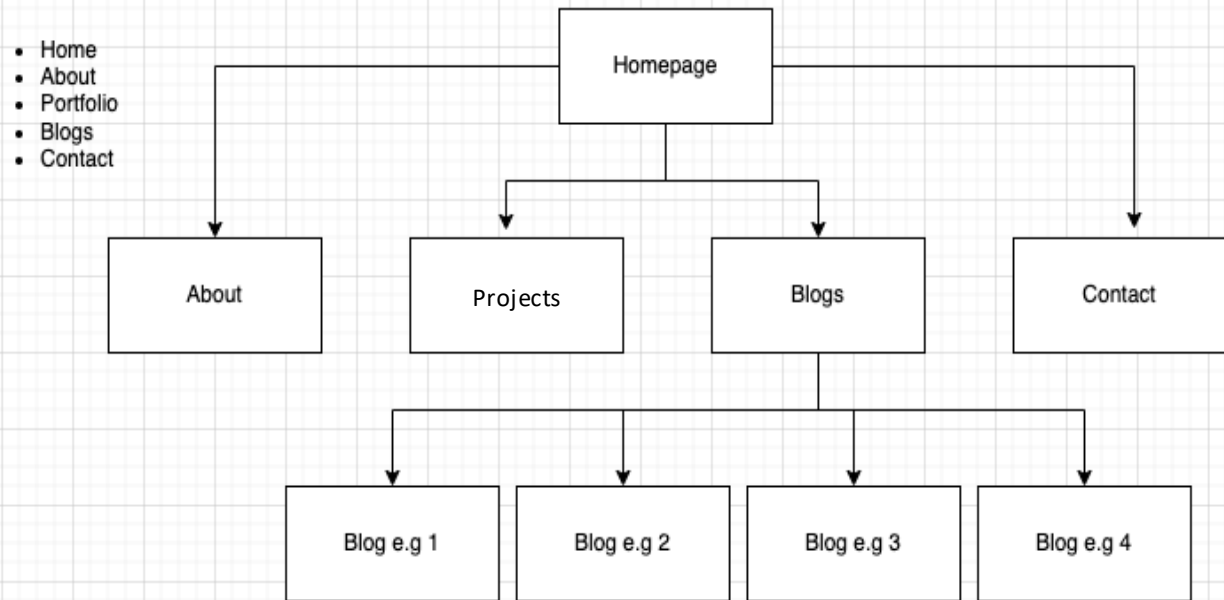 Home
About
Portfolio
Blogs
Contact
Homepage
About
Projects
Blogs
Contact
Blog e.g 1
Blog e.g 2
Blog e.g 3
Blog e.g 4